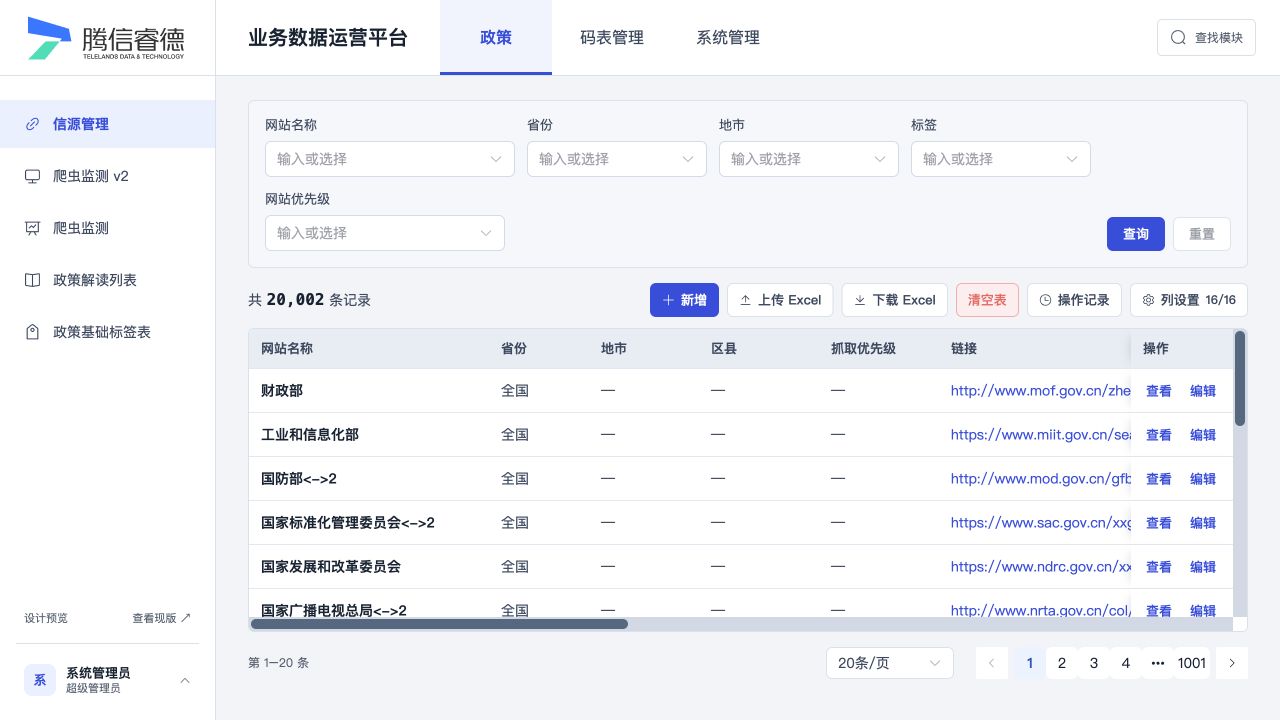 腾信睿德
TELELANDS DATA & TECHNOLOGY
业务数据运营平台
政策
码表管理
系统管理
查找模块
信源管理
爬虫监测 v2
爬虫监测
政策解读列表
政策基础标签表
设计预览
查看现版 ↗
系
系统管理员
超级管理员
网站名称 省份 地市 标签
输入或选择 输入或选择 输入或选择 输入或选择
网站优先级
输入或选择
查询 重置
共 20,002 条记录
新增 上传 Excel 下载 Excel 清空表 操作记录 列设置 16/16
网站名称 省份 地市 区县 抓取优先级 链接 操作
财政部 全国 — — — http://www.mof.gov.cn/zhe 查看 编辑
工业和信息化部 全国 — — — https://www.miit.gov.cn/sea 查看 编辑
国防部<->2 全国 — — — http://www.mod.gov.cn/gfb 查看 编辑
国家标准化管理委员会<->2 全国 — — — https://www.sac.gov.cn/xxg 查看 编辑
国家发展和改革委员会 全国 — — — https://www.ndrc.gov.cn/xx 查看 编辑
国家广播电视总局<->2 全国 — — — http://www.nrta.gov.cn/col/ 查看 编辑
第 1—20 条
20条/页
1 2 3 4 ••• 1001